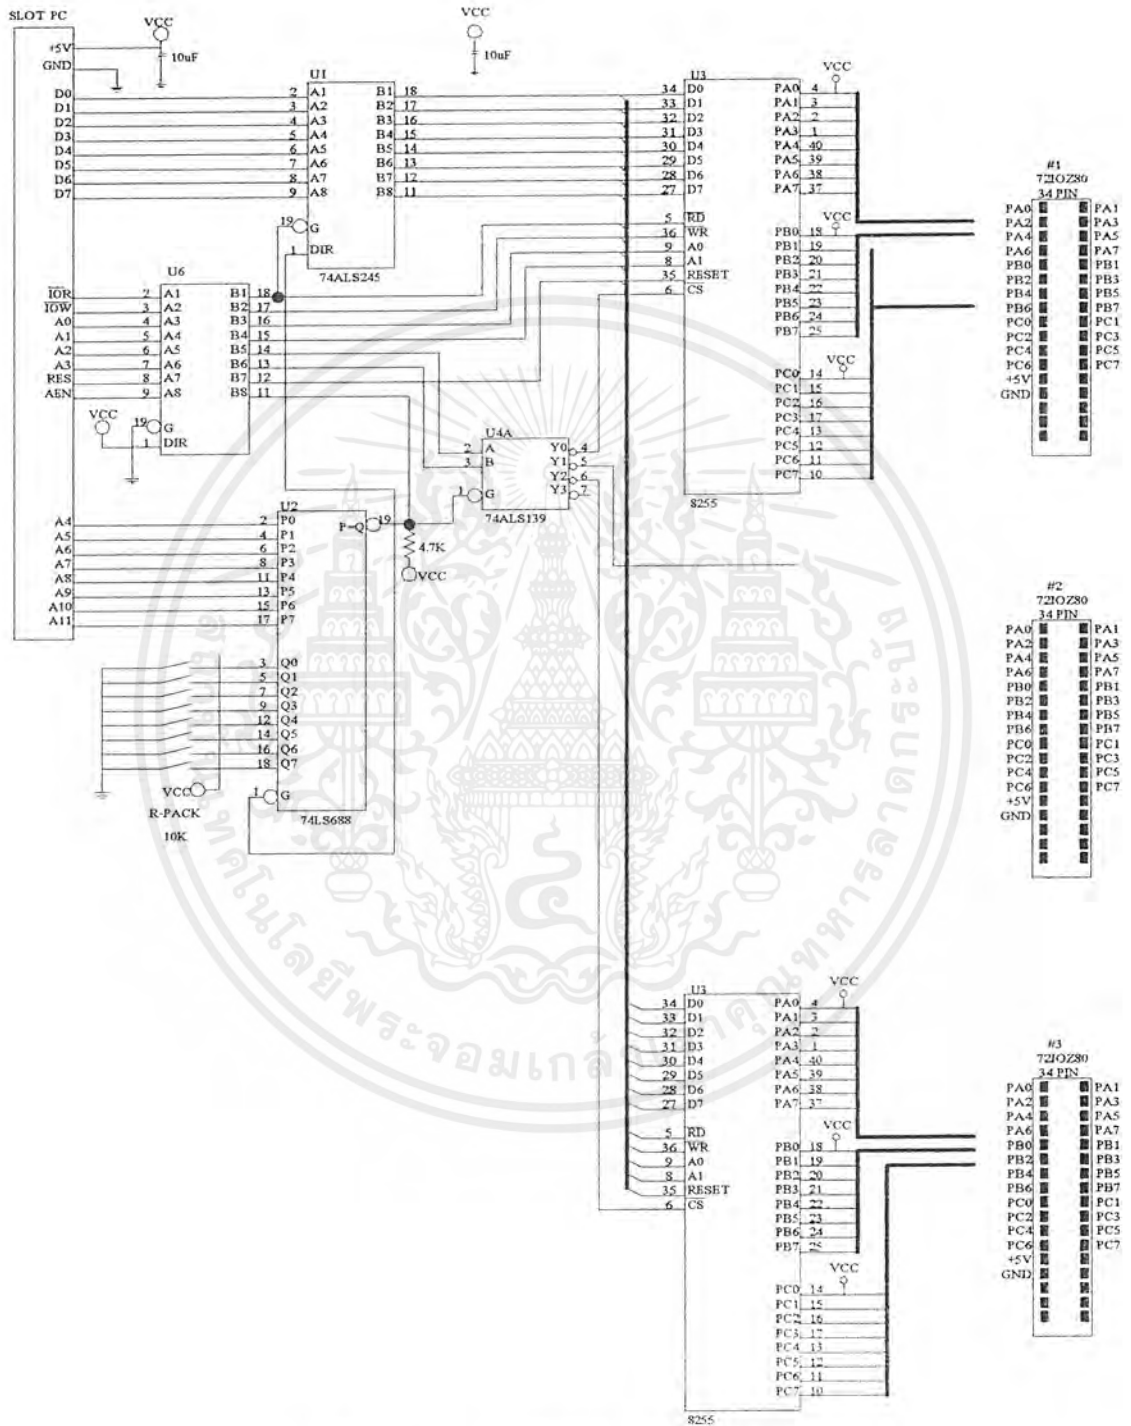 SLOT PC
+5V
GND
D0
D1
D2
D3
D4
D5
D6
D7
IOR
IOW
A0
A1
A2
A3
RES
AEN
A4
A5
A6
A7
A8
A9
A10
A11
VCC
10uF
VCC
10uF
U1
2 A1 B1 18
3 A2 B2 17
4 A3 B3 16
5 A4 B4 15
6 A5 B5 14
7 A6 B6 13
8 A7 B7 12
9 A8 B8 11
19 G
1 DIR
74ALS245
U6
2 A1 B1 18
3 A2 B2 17
4 A3 B3 16
5 A4 B4 15
6 A5 B5 14
7 A6 B6 13
8 A7 B7 12
9 A8 B8 11
VCC
19 G
1 DIR
U4A
2 A Y0 4
3 B Y1 5
Y2 6
1 G Y3 7
74ALS139
U2
2 P0 P=Q 19
4 P1
6 P2
8 P3
11 P4
13 P5
15 P6
17 P7
3 Q0
5 Q1
7 Q2
9 Q3
12 Q4
14 Q5
16 Q6
18 Q7
1 G
74LS688
4.7K
VCC
VCC
R-PACK
10K
U3
VCC
34 D0 PA0 4
33 D1 PA1 3
32 D2 PA2 2
31 D3 PA3 1
30 D4 PA4 40
29 D5 PA5 39
28 D6 PA6 38
27 D7 PA7 37
5 RD
36 WR
9 A0
8 A1
35 RESET
6 CS
VCC
PB0 18
PB1 19
PB2 20
PB3 21
PB4 22
PB5 23
PB6 24
PB7 25
VCC
PC0 14
PC1 15
PC2 16
PC3 17
PC4 13
PC5 12
PC6 11
PC7 10
8255
#1
72IOZ80
34 PIN
PA0 PA1
PA2 PA3
PA4 PA5
PA6 PA7
PB0 PB1
PB2 PB3
PB4 PB5
PB6 PB7
PC0 PC1
PC2 PC3
PC4 PC5
PC6 PC7
+5V
GND
#2
72IOZ80
34 PIN
PA0 PA1
PA2 PA3
PA4 PA5
PA6 PA7
PB0 PB1
PB2 PB3
PB4 PB5
PB6 PB7
PC0 PC1
PC2 PC3
PC4 PC5
PC6 PC7
+5V
GND
U3
VCC
34 D0 PA0 4
33 D1 PA1 3
32 D2 PA2 2
31 D3 PA3 1
30 D4 PA4 40
29 D5 PA5 39
28 D6 PA6 38
27 D7 PA7 37
5 RD
36 WR
9 A0
8 A1
35 RESET
6 CS
VCC
PB0 18
PB1 19
PB2 20
PB3 21
PB4 22
PB5 23
PB6 24
PB7 25
VCC
PC0 14
PC1 15
PC2 16
PC3 17
PC4 13
PC5 12
PC6 11
PC7 10
8255
#3
72IOZ80
34 PIN
PA0 PA1
PA2 PA3
PA4 PA5
PA6 PA7
PB0 PB1
PB2 PB3
PB4 PB5
PB6 PB7
PC0 PC1
PC2 PC3
PC4 PC5
PC6 PC7
+5V
GND